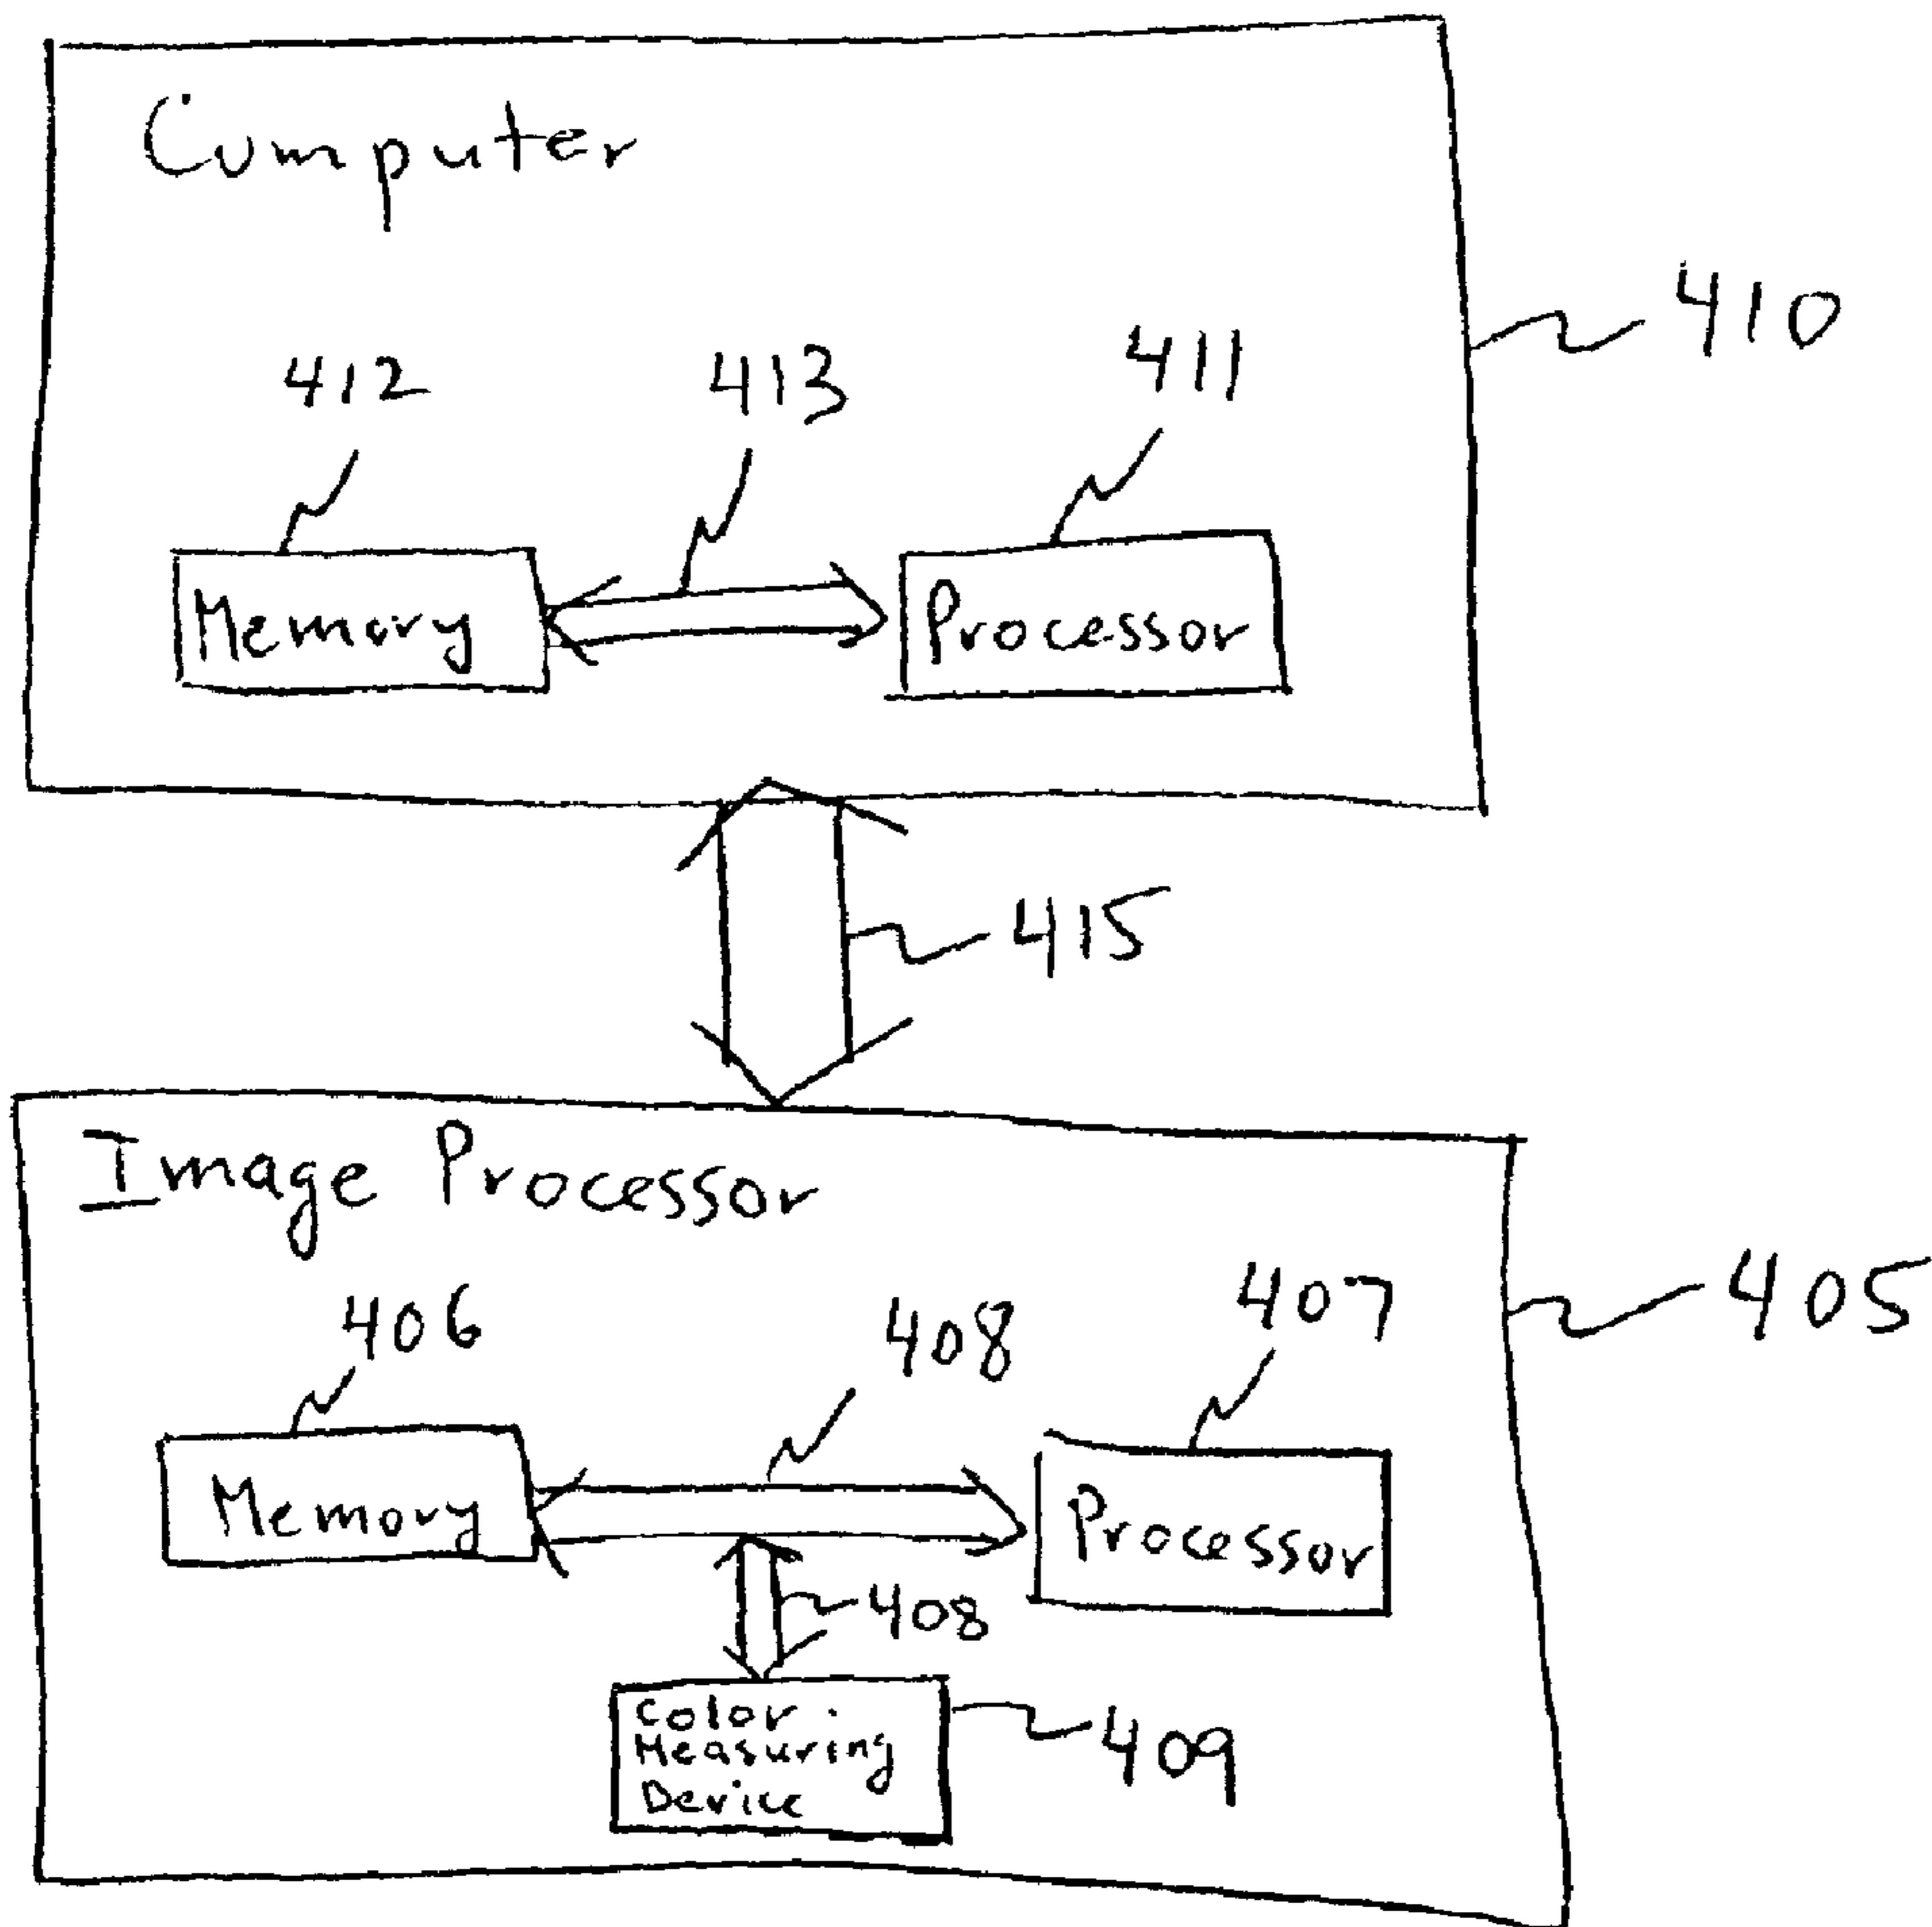 Computer
410
412 413 411
Memory Processor
415
Image Processor
405
406 408 407
Memory Processor
408
Color
Measuring
Device
409